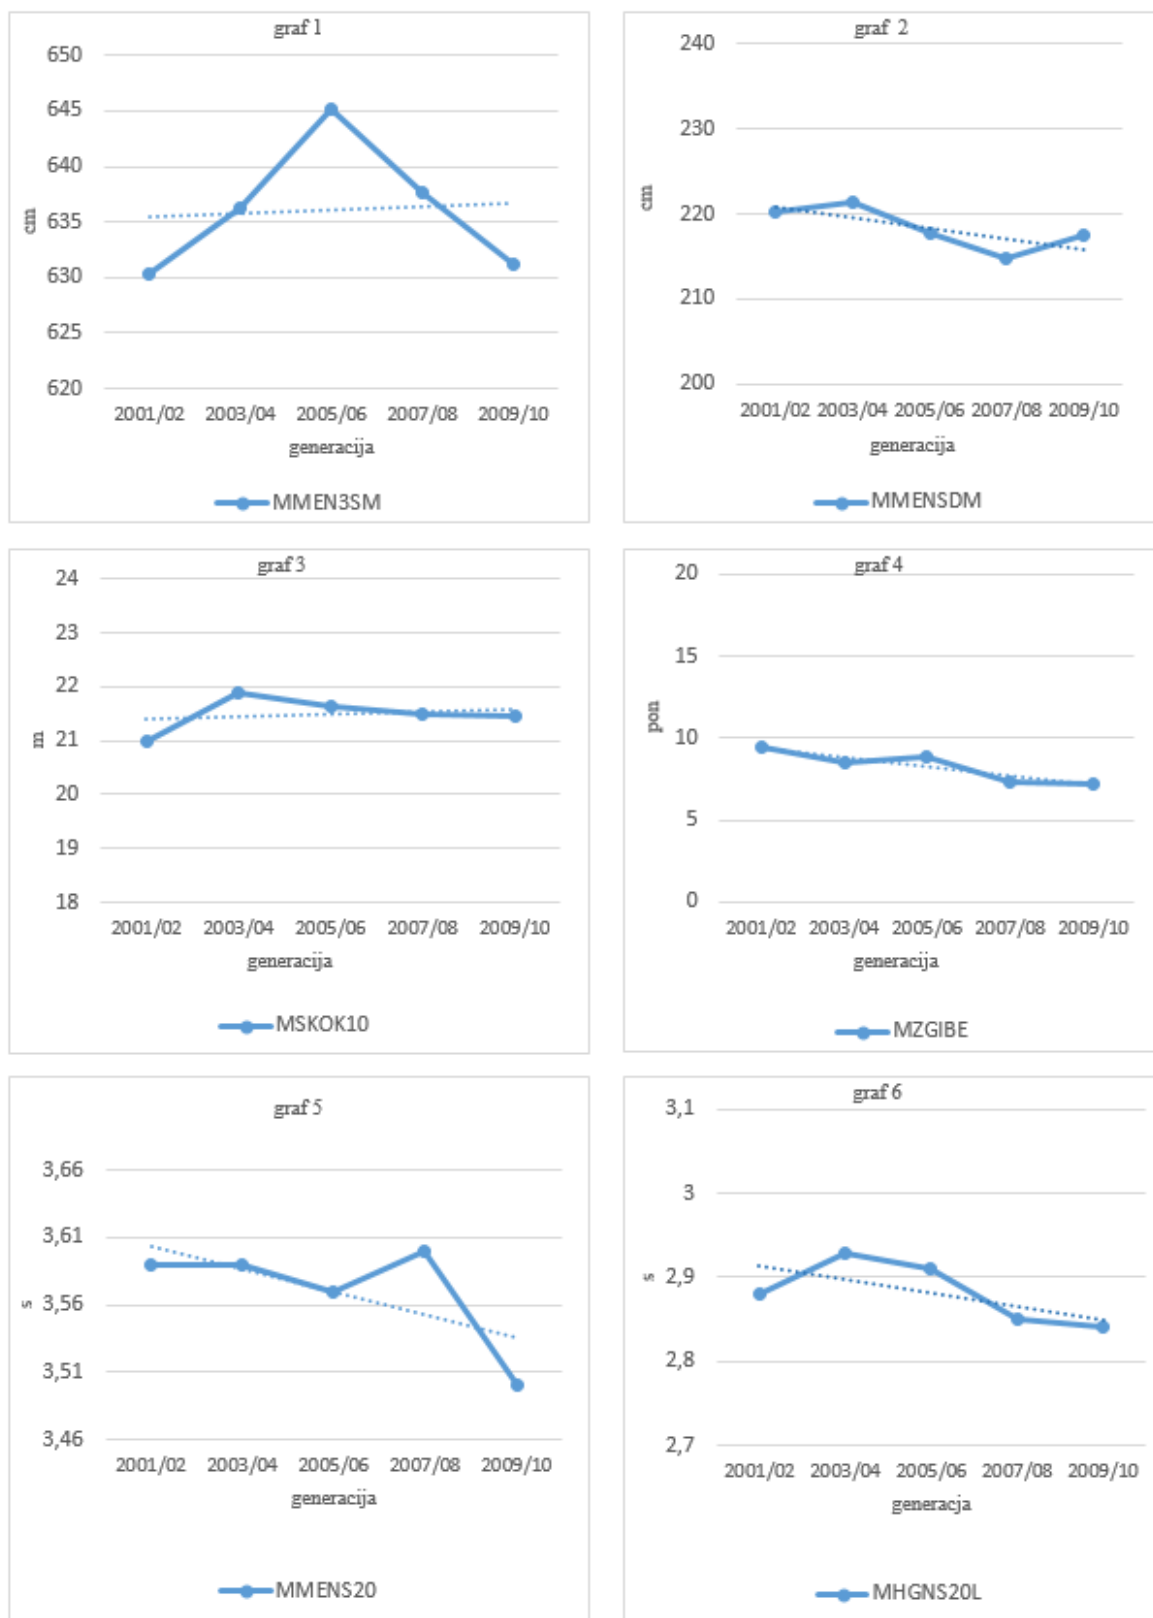 graf 1
650
645
640
635
630
625
620
cm
2001/02 2003/04 2005/06 2007/08 2009/10
generacija
MMEN3SM
graf 2
240
230
220
210
200
cm
2001/02 2003/04 2005/06 2007/08 2009/10
generacija
MMENSDM
graf 3
24
23
22
21
20
19
18
m
2001/02 2003/04 2005/06 2007/08 2009/10
generacija
MSKOK10
graf 4
20
15
10
5
0
pon
2001/02 2003/04 2005/06 2007/08 2009/10
generacija
MZGIBE
graf 5
3,66
3,61
3,56
3,51
3,46
s
2001/02 2003/04 2005/06 2007/08 2009/10
generacija
MMENS20
graf 6
3,1
3
2,9
2,8
2,7
s
2001/02 2003/04 2005/06 2007/08 2009/10
generacja
MHGNS20L